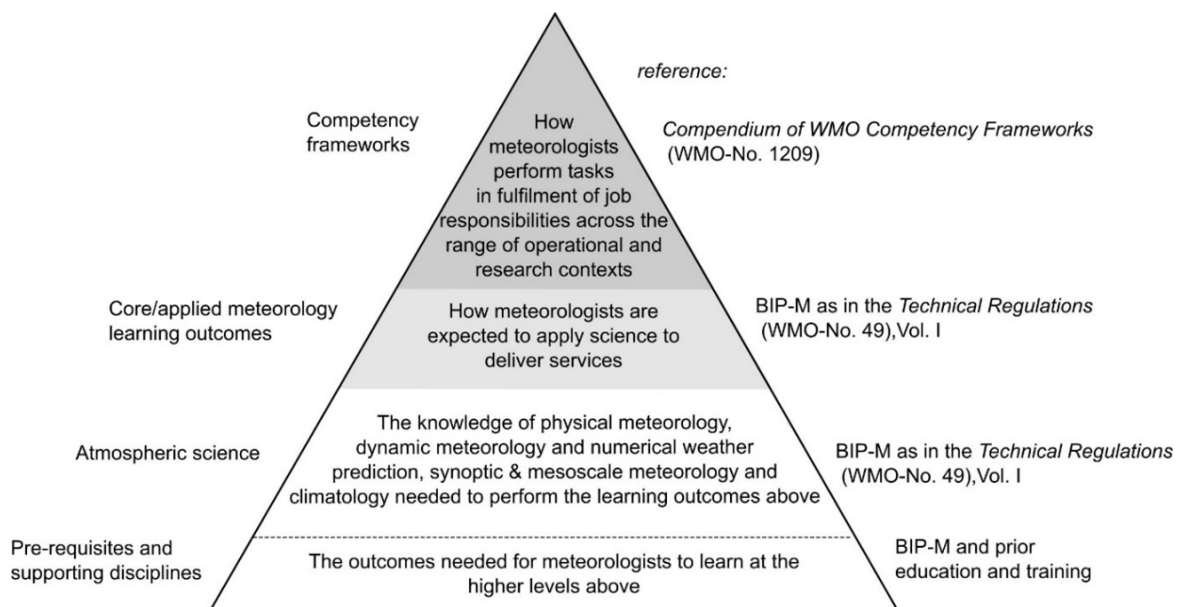 reference:
Competency
frameworks
How
meteorologists
perform tasks
in fulfilment of job
responsibilities across the
range of operational and
research contexts
Compendium of WMO Competency Frameworks
(WMO-No. 1209)
Core/applied meteorology
learning outcomes
How meteorologists are
expected to apply science to
deliver services
BIP-M as in the Technical Regulations
(WMO-No. 49),Vol. I
Atmospheric science
The knowledge of physical meteorology,
dynamic meteorology and numerical weather
prediction, synoptic & mesoscale meteorology and
climatology needed to perform the learning outcomes above
BIP-M as in the Technical Regulations
(WMO-No. 49),Vol. I
Pre-requisites and
supporting disciplines
The outcomes needed for meteorologists to learn at the
higher levels above
BIP-M and prior
education and training